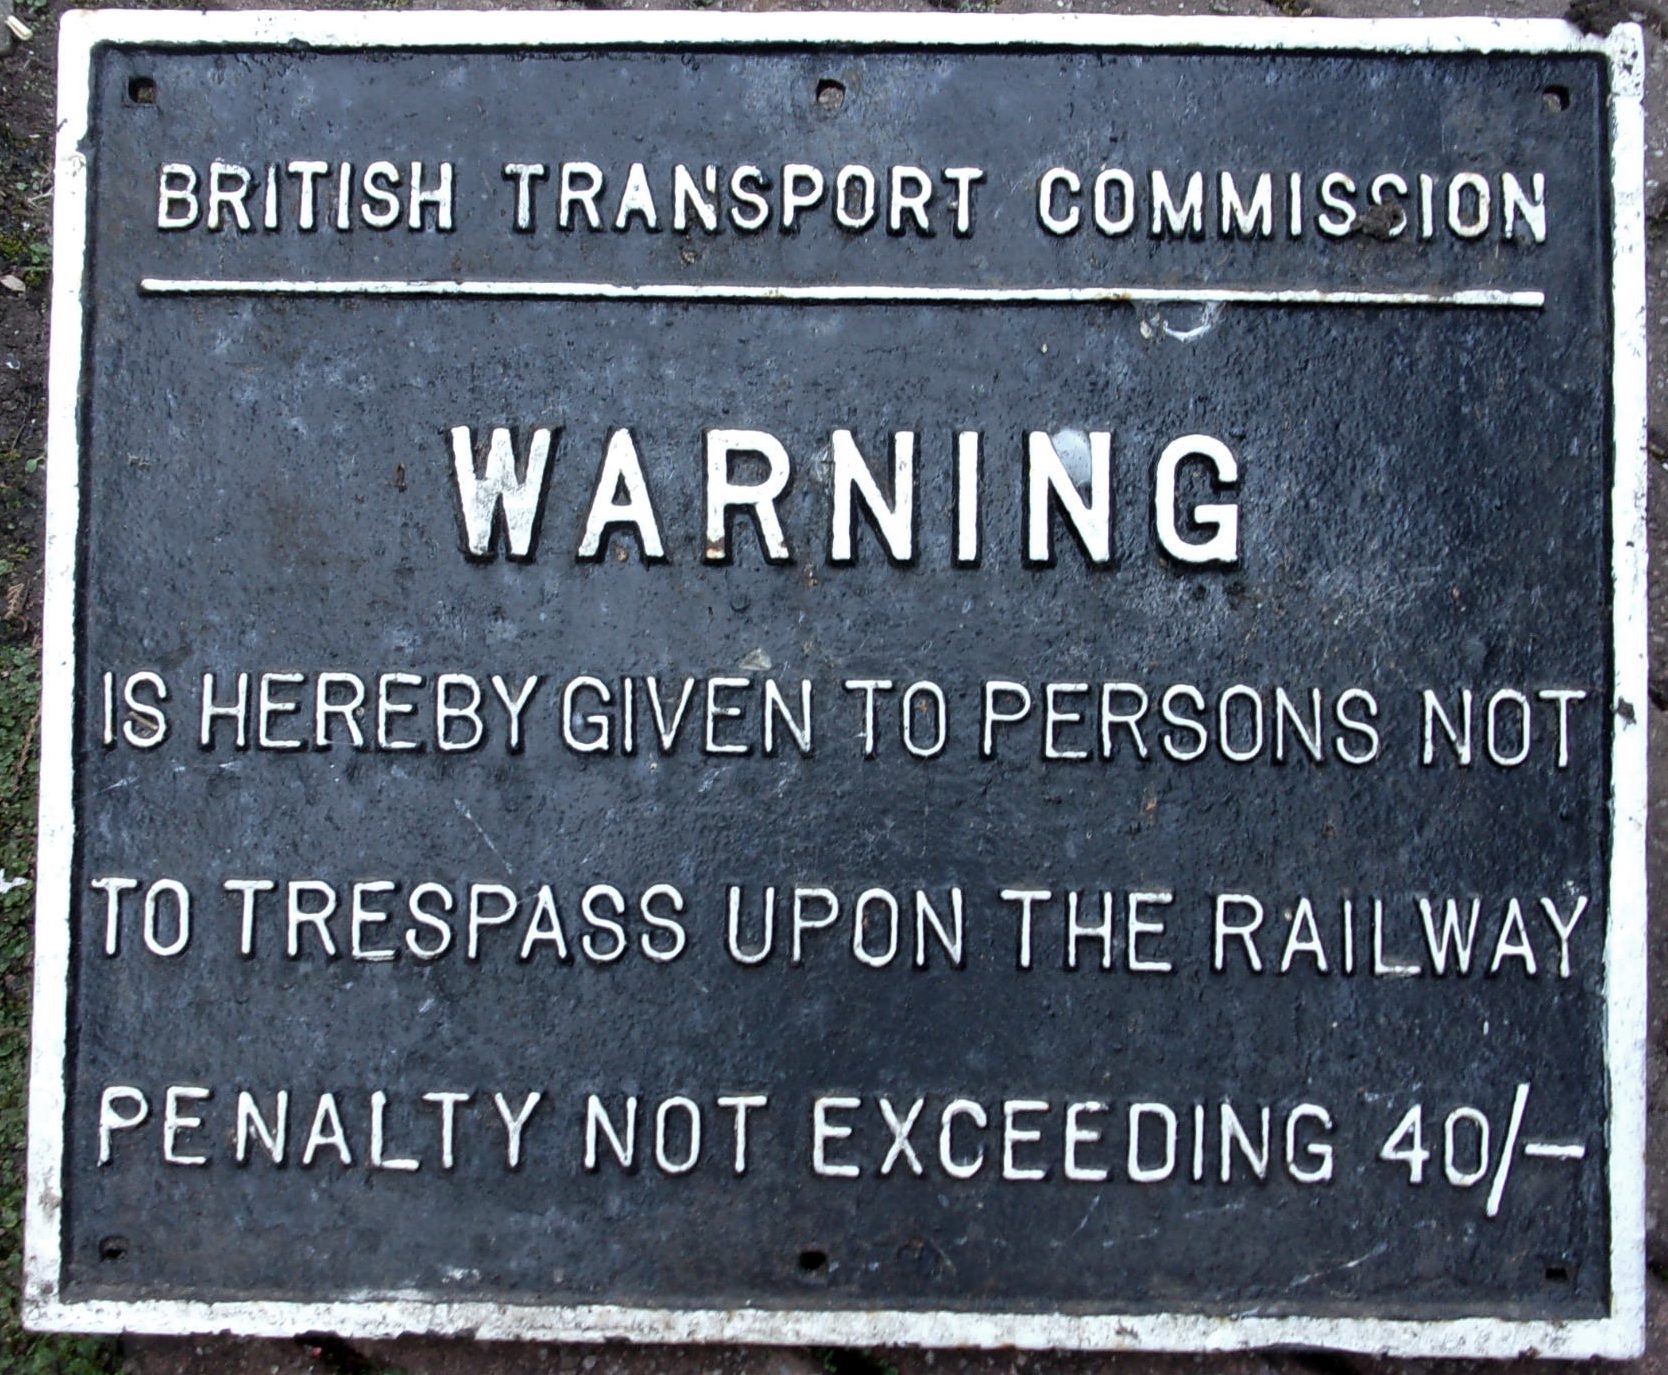 BRITISH TRANSPORT COMMISSION
WARNING
IS HEREBY GIVEN TO PERSONS NOT
TO TRESPASS UPON THE RAILWAY
PENALTY NOT EXCEEDING 40/-